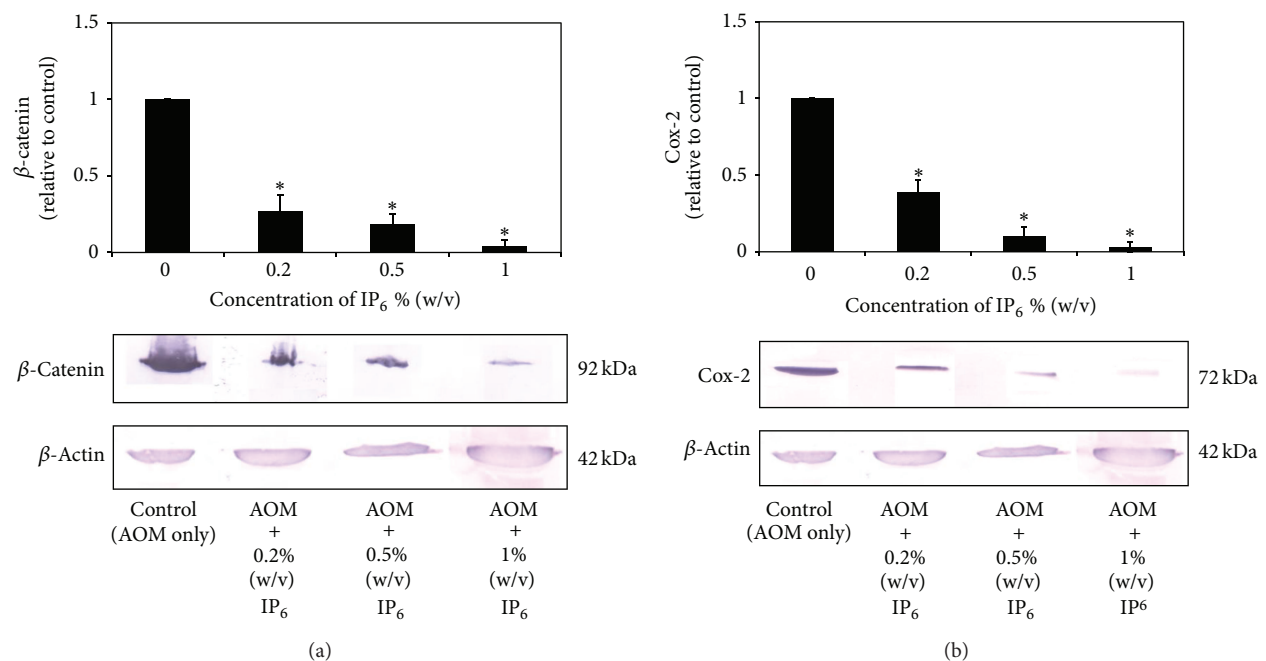 β-catenin
(relative to control)
1.5
1
0.5
0
*
*
*
0
0.2
0.5
1
Concentration of IP₆ % (w/v)
β-Catenin
92 kDa
β-Actin
42 kDa
Control
(AOM only)
AOM
+
0.2%
(w/v)
IP₆
AOM
+
0.5%
(w/v)
IP₆
AOM
+
1%
(w/v)
IP₆
(a)
Cox-2
(relative to control)
1.5
1
0.5
0
*
*
*
0
0.2
0.5
1
Concentration of IP₆ % (w/v)
Cox-2
72 kDa
β-Actin
42 kDa
Control
(AOM only)
AOM
+
0.2%
(w/v)
IP₆
AOM
+
0.5%
(w/v)
IP₆
AOM
+
1%
(w/v)
IP⁶
(b)